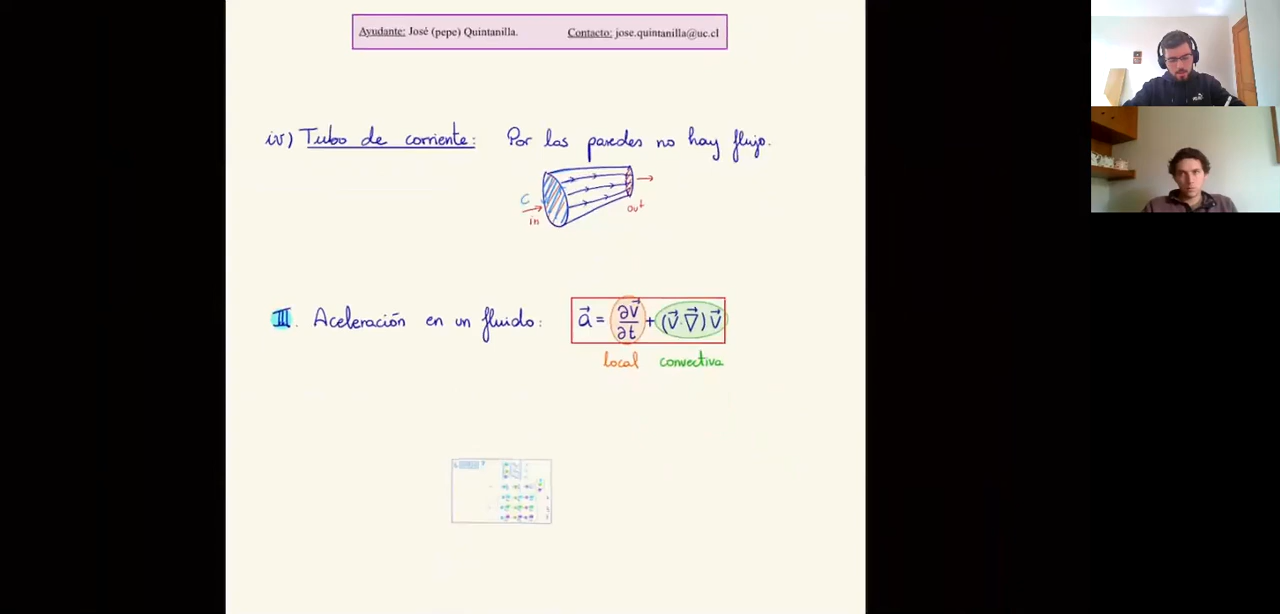 Ayudante: José (pepe) Quintanilla. Contacto: jose.quintanilla@uc.cl
iv) Tubo de corriente: Por las paredes no hay flujo.
C
in
out
III. Aceleración en un fluido: a⃗ = ∂v⃗/∂t + (v⃗·∇⃗)v⃗
local convectiva